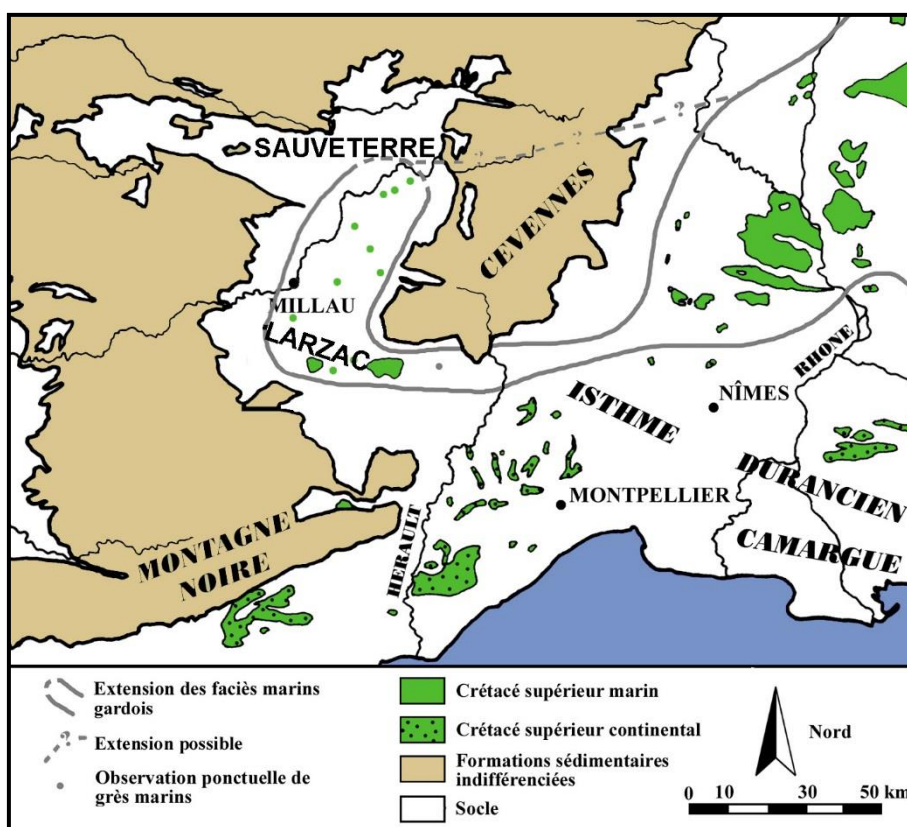 SAUVETERRE
CEVENNES
MILLAU
LARZAC
RHONE
ISTHME
NÎMES
DURANCIEN
MONTPELLIER
CAMARGUE
HERAULT
MONTAGNE
NOIRE
?
?
?
Extension des faciès marins
gardois
?
Extension possible
Observation ponctuelle de
grès marins
Crétacé supérieur marin
Crétacé supérieur continental
Formations sédimentaires
indifférenciées
Socle
Nord
0 10 30 50 km